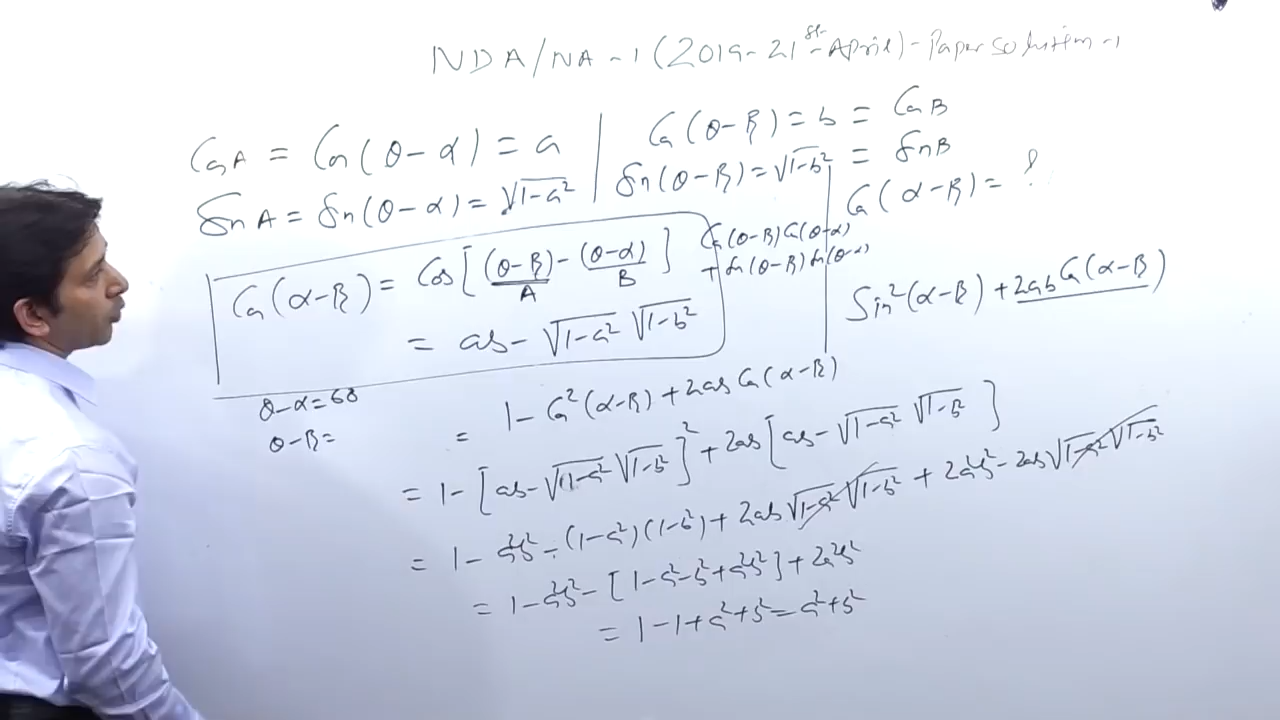 NDA/NA-1 (2019-21st-April)-Paper solution-1
Cos A = Cos(θ-α) = a
Sin A = Sin(θ-α) = √1-a²
Cos(θ-β) = b = Cos B
Sin(θ-β) = √1-b² = Sin B
Cos(α-β) = ?
Cos(α-β) = Cos[(θ-β)-(θ-α)]
A B
= ab-√1-a² √1-b²
Cos(θ-β)Cos(θ-α)
+ Sin(θ-β)Sin(θ-α)
Sin²(α-β)+2ab Cos(α-β)
θ-α=60
θ-β=
= 1-Cos²(α-β)+2ab Cos(α-β)
= 1-[ab-√1-a² √1-b²]²+2ab[ab-√1-a² √1-b²]
= 1-a²b²-(1-a²)(1-b²)+2ab√1-a² √1-b²+2a²b²-2ab√1-a² √1-b²
= 1-a²b²-[1-a²-b²+a²b²]+2a²b²
= 1-1+a²+b²=a²+b²